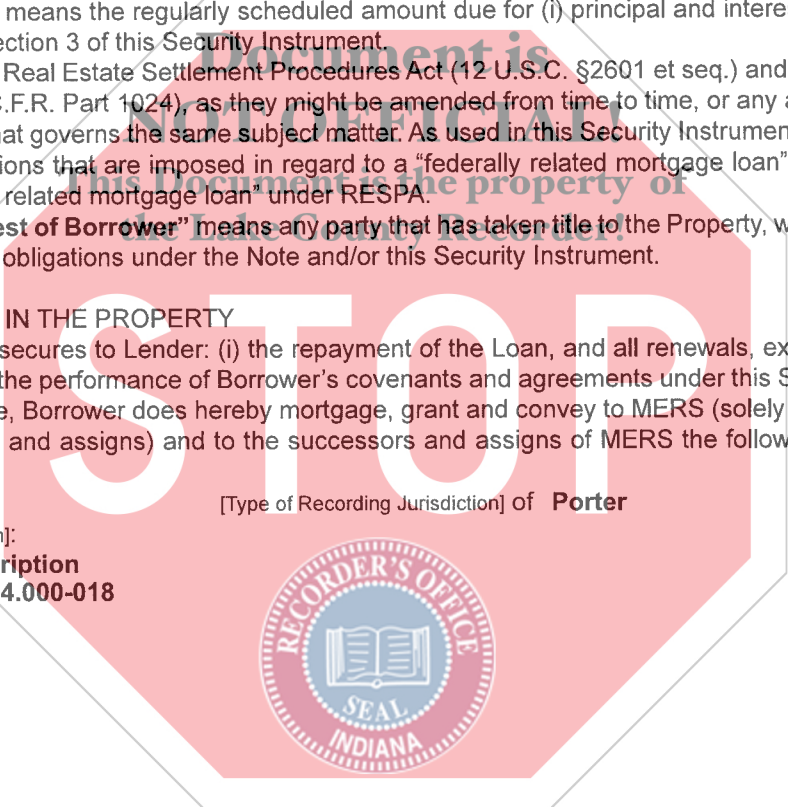 means the regularly scheduled amount due for (i) principal and interes
ection 3 of this Security Instrument.
Document is
Real Estate Settlement Procedures Act (12 U.S.C. §2601 et seq.) and
C.F.R. Part 1024), as they might be amended from time to time, or any a
NOT OFFICIAL!
hat governs the same subject matter. As used in this Security Instrumen
ions that are imposed in regard to a “federally related mortgage loan”
This Document is the property of
related mortgage loan” under RESPA.
est of Borrower” means any party that has taken title to the Property, w
the Lake County Recorder!
obligations under the Note and/or this Security Instrument.
IN THE PROPERTY
secures to Lender: (i) the repayment of the Loan, and all renewals, ex
the performance of Borrower’s covenants and agreements under this S
e, Borrower does hereby mortgage, grant and convey to MERS (solely
and assigns) and to the successors and assigns of MERS the follow
STOP
[Type of Recording Jurisdiction] of Porter
]:
ription
4.000-018
RECORDER'S OFFICE
SEAL
INDIANA